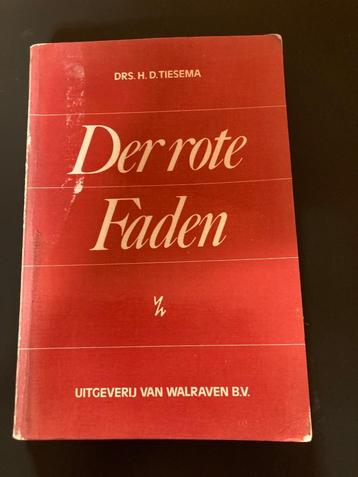 DRS. H. D. TIESEMA
Der rote
Faden
UITGEVERIJ VAN WALRAVEN B.V.